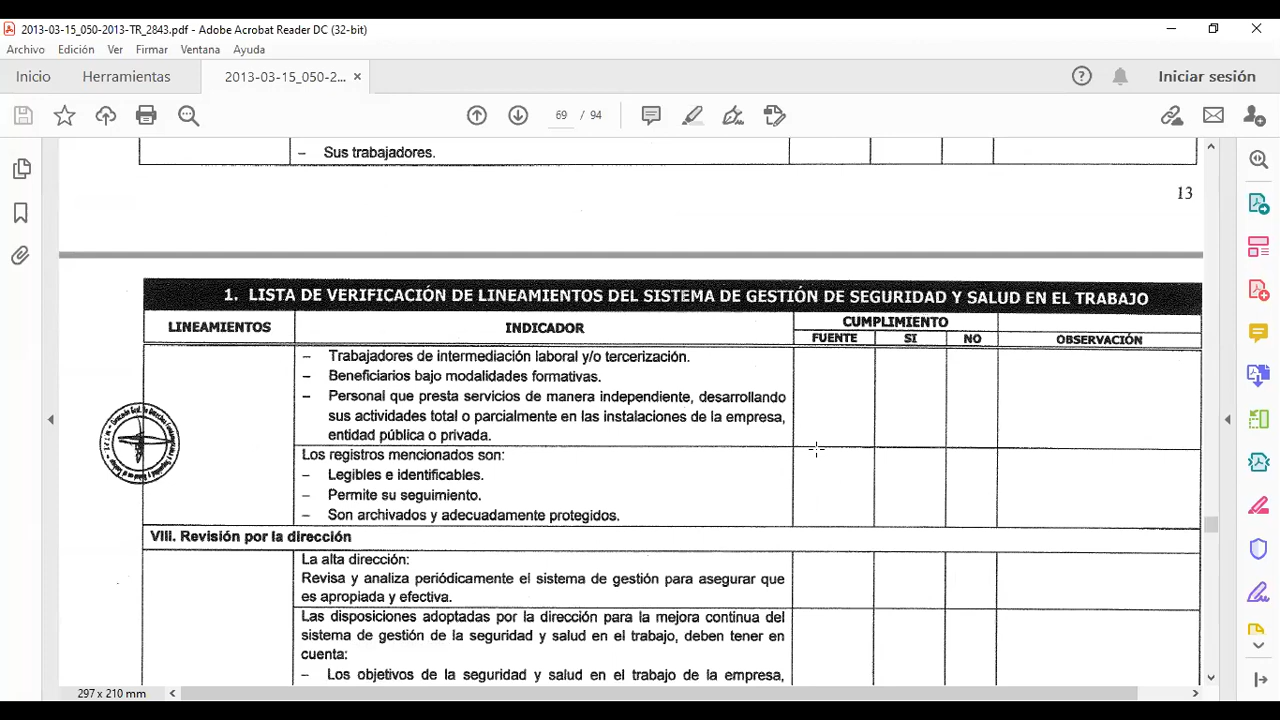 2013-03-15_050-2013-TR_2843.pdf - Adobe Acrobat Reader DC (32-bit)
Archivo Edición Ver Firmar Ventana Ayuda
Inicio Herramientas 2013-03-15_050-2... Iniciar sesión
69 / 94
– Sus trabajadores.
13
1. LISTA DE VERIFICACIÓN DE LINEAMIENTOS DEL SISTEMA DE GESTIÓN DE SEGURIDAD Y SALUD EN EL TRABAJO
LINEAMIENTOS INDICADOR CUMPLIMIENTO
FUENTE SI NO OBSERVACIÓN
– Trabajadores de intermediación laboral y/o tercerización.
– Beneficiarios bajo modalidades formativas.
– Personal que presta servicios de manera independiente, desarrollando
sus actividades total o parcialmente en las instalaciones de la empresa,
entidad pública o privada.
Los registros mencionados son:
– Legibles e identificables.
– Permite su seguimiento.
– Son archivados y adecuadamente protegidos.
VIII. Revisión por la dirección
La alta dirección:
Revisa y analiza periódicamente el sistema de gestión para asegurar que
es apropiada y efectiva.
Las disposiciones adoptadas por la dirección para la mejora continua del
sistema de gestión de la seguridad y salud en el trabajo, deben tener en
cuenta:
– Los objetivos de la seguridad y salud en el trabajo de la empresa,
297 x 210 mm